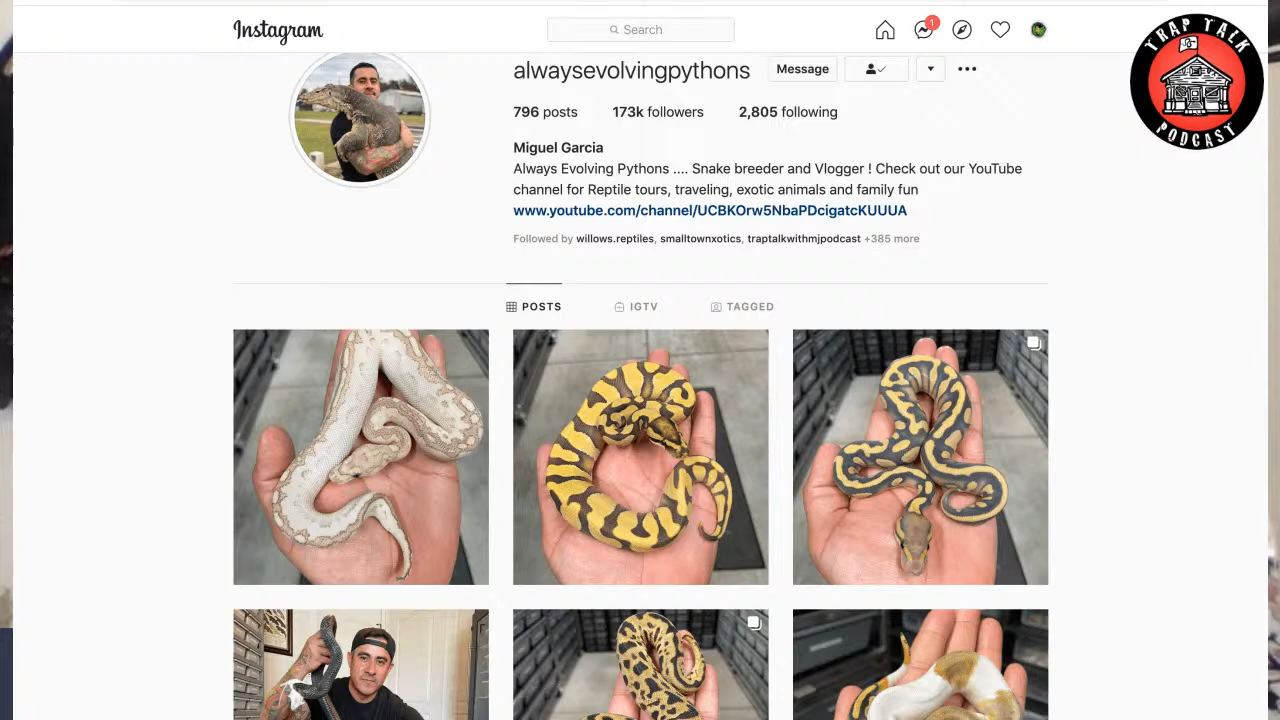 Instagram
Search
1
alwaysevolvingpythons
Message
796 posts 173k followers 2,805 following
Miguel Garcia
Always Evolving Pythons .... Snake breeder and Vlogger ! Check out our YouTube
channel for Reptile tours, traveling, exotic animals and family fun
www.youtube.com/channel/UCBKOrw5NbaPDcigatcKUUUA
Followed by willows.reptiles, smalltownxotics, traptalkwithmjpodcast +385 more
POSTS IGTV TAGGED
TRAP TALK
PODCAST